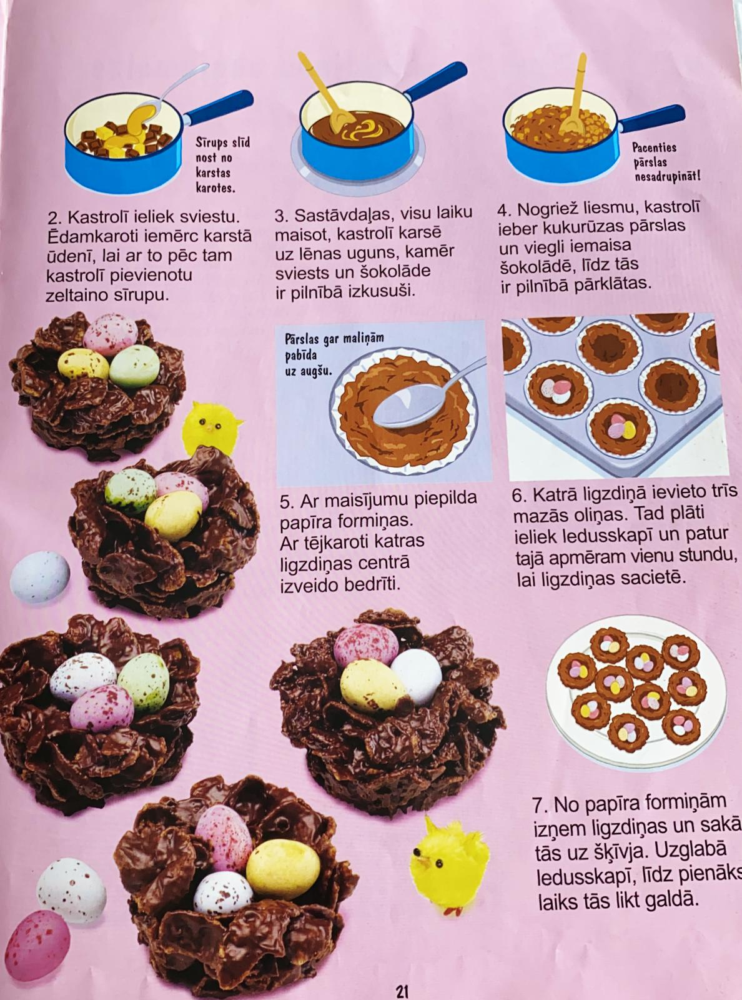 Sīrups slīd
nost no
karstas
karotes.
2. Kastrolī ieliek sviestu.
Ēdamkaroti iemērc karstā
ūdenī, lai ar to pēc tam
kastrolī pievienotu
zeltaino sīrupu.
3. Sastāvdaļas, visu laiku
maisot, kastrolī karsē
uz lēnas uguns, kamēr
sviests un šokolāde
ir pilnībā izkusuši.
Pacenties
pārslas
nesadrupināt!
4. Nogriež liesmu, kastrolī
ieber kukurūzas pārslas
un viegli iemaisa
šokolādē, līdz tās
ir pilnībā pārklātas.
Pārslas gar maliņām
pabīda
uz augšu.
5. Ar maisījumu piepilda
papīra formiņas.
Ar tējkaroti katras
ligzdiņas centrā
izveido bedrīti.
6. Katrā ligzdiņā ievieto trīs
mazās oliņas. Tad plāti
ieliek ledusskapī un patur
tajā apmēram vienu stundu,
lai ligzdiņas sacietē.
7. No papīra formiņām
izņem ligzdiņas un sakā
tās uz šķīvja. Uzglabā
ledusskapī, līdz pienāks
laiks tās likt galdā.
21